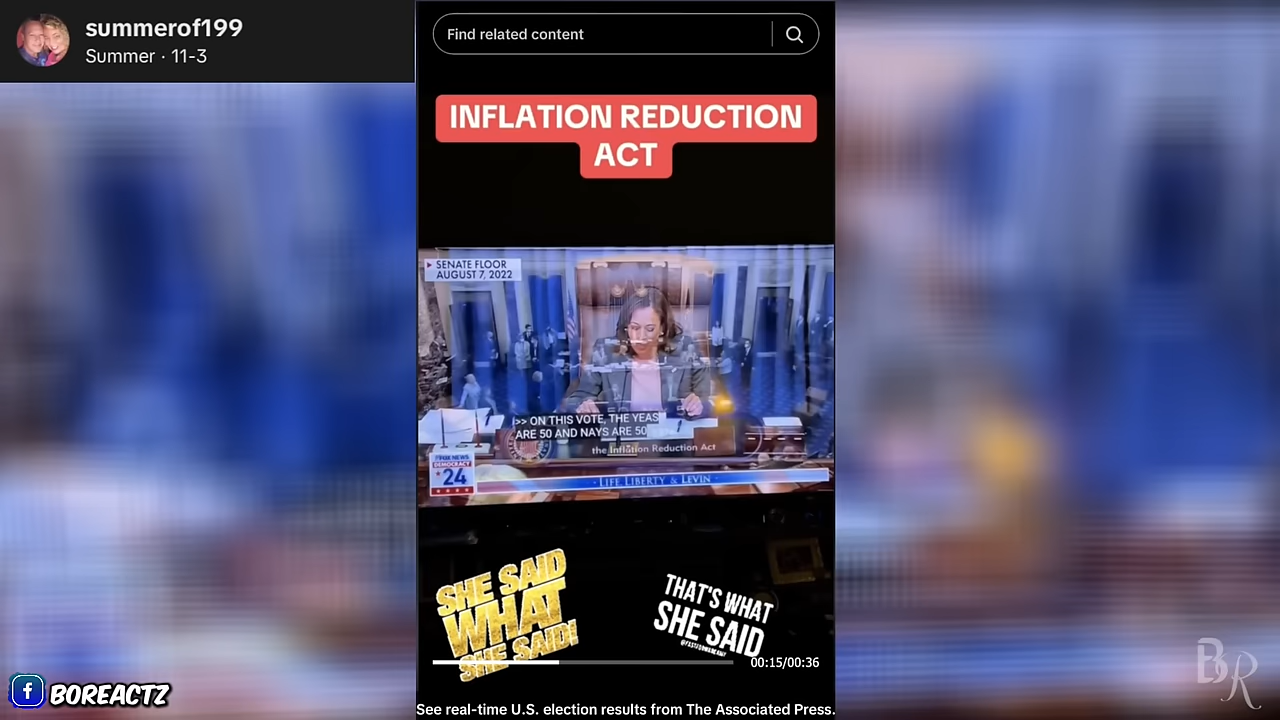 summerof199
Summer · 11-3
Find related content
INFLATION REDUCTION
ACT
SENATE FLOOR
AUGUST 7, 2022
>> ON THIS VOTE, THE YEAS
ARE 50 AND NAYS ARE 50
the Inflation Reduction Act
FOX NEWS
DEMOCRACY
'24
· LIFE LIBERTY & LEVIN ·
SHE SAID
WHAT
SHE SAID!
THAT'S WHAT
SHE SAID
00:15/00:36
BOREACTZ
BR
See real-time U.S. election results from The Associated Press.